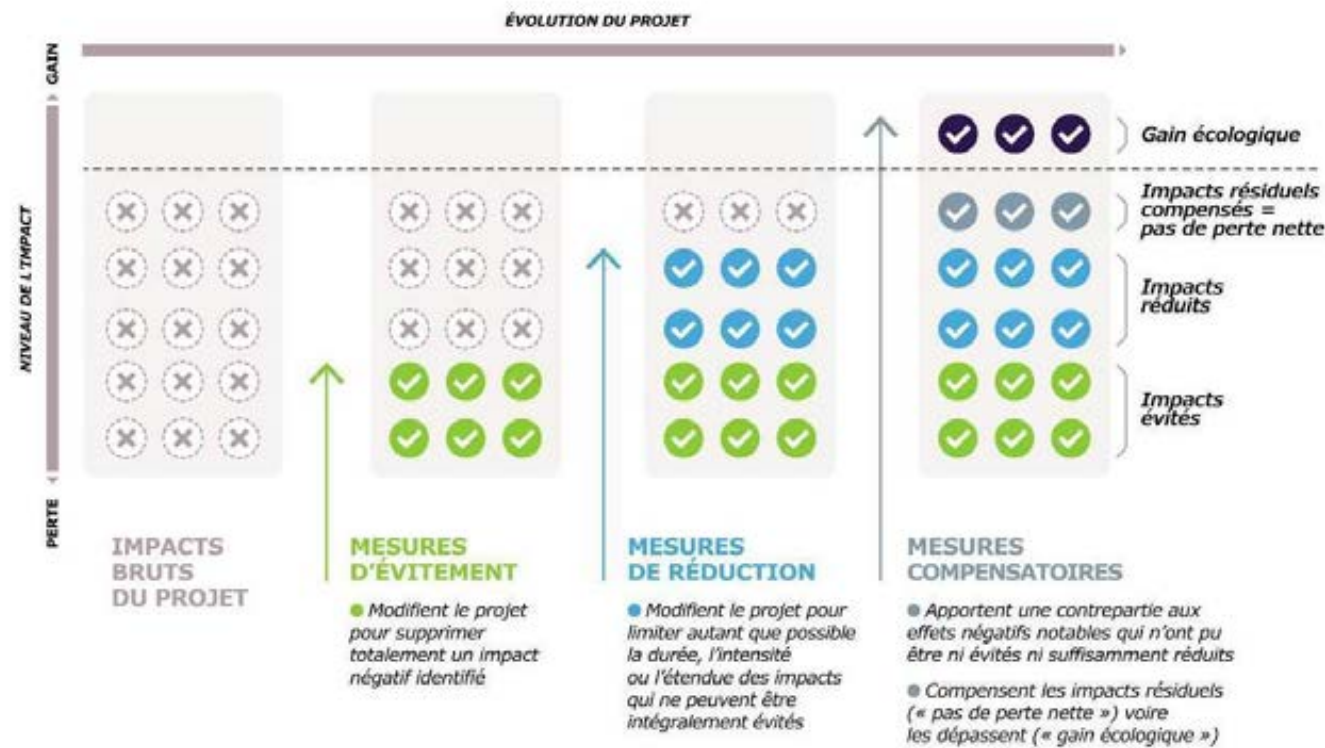 ÉVOLUTION DU PROJET
GAIN
NIVEAU DE L'IMPACT
PERTE
Gain écologique
Impacts résiduels
compensés =
pas de perte nette
Impacts
réduits
Impacts
évités
IMPACTS
BRUTS
DU PROJET
MESURES
D'ÉVITEMENT
● Modifient le projet
pour supprimer
totalement un impact
négatif identifié
MESURES
DE RÉDUCTION
● Modifient le projet pour
limiter autant que possible
la durée, l'intensité
ou l'étendue des impacts
qui ne peuvent être
intégralement évités
MESURES
COMPENSATOIRES
● Apportent une contrepartie aux
effets négatifs notables qui n'ont pu
être ni évités ni suffisamment réduits
● Compensent les impacts résiduels
(« pas de perte nette ») voire
les dépassent (« gain écologique »)